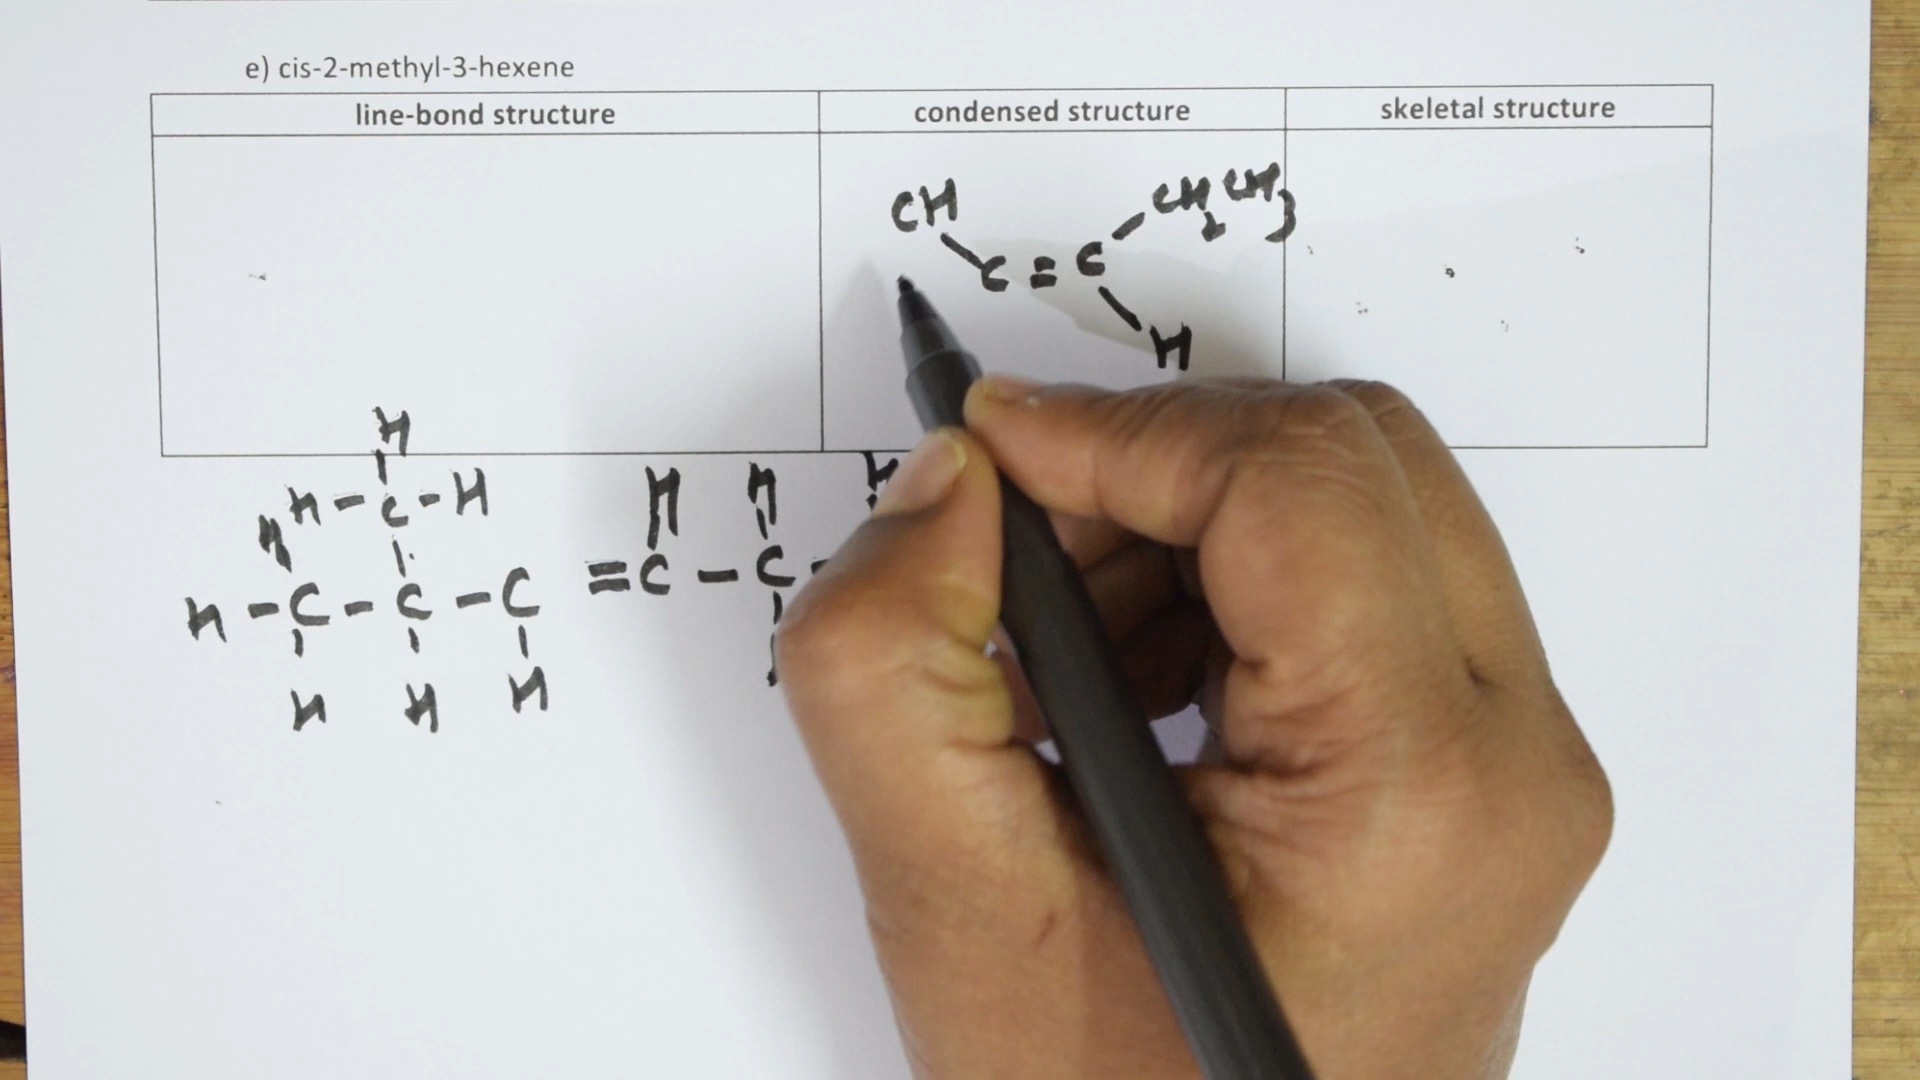 e) cis-2-methyl-3-hexene
line-bond structure condensed structure skeletal structure
CH CH2CH3
C = C
H
H
H - C - H H H H
H
H - C - C - C = C - C -
H H H